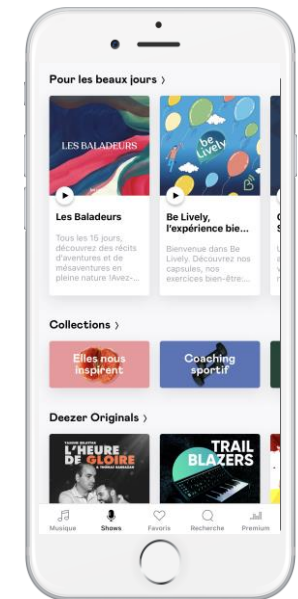 Pour les beaux jours >
LES BALADEURS
be
Lively
Les Baladeurs
Tous les 15 jours,
découvrez des récits
d'aventures et de
mésaventures en
pleine nature !Avez-...
Be Lively,
l'expérience bie...
Bienvenue dans Be
Lively. Découvrez nos
capsules, nos
exercices bien-être:...
Collections >
Elles nous
inspirent
Coaching
sportif
Deezer Originals >
L'HEURE
DE GLOIRE
TRAIL
BLAZERS
Musique
Shows
Favoris
Recherche
Premium